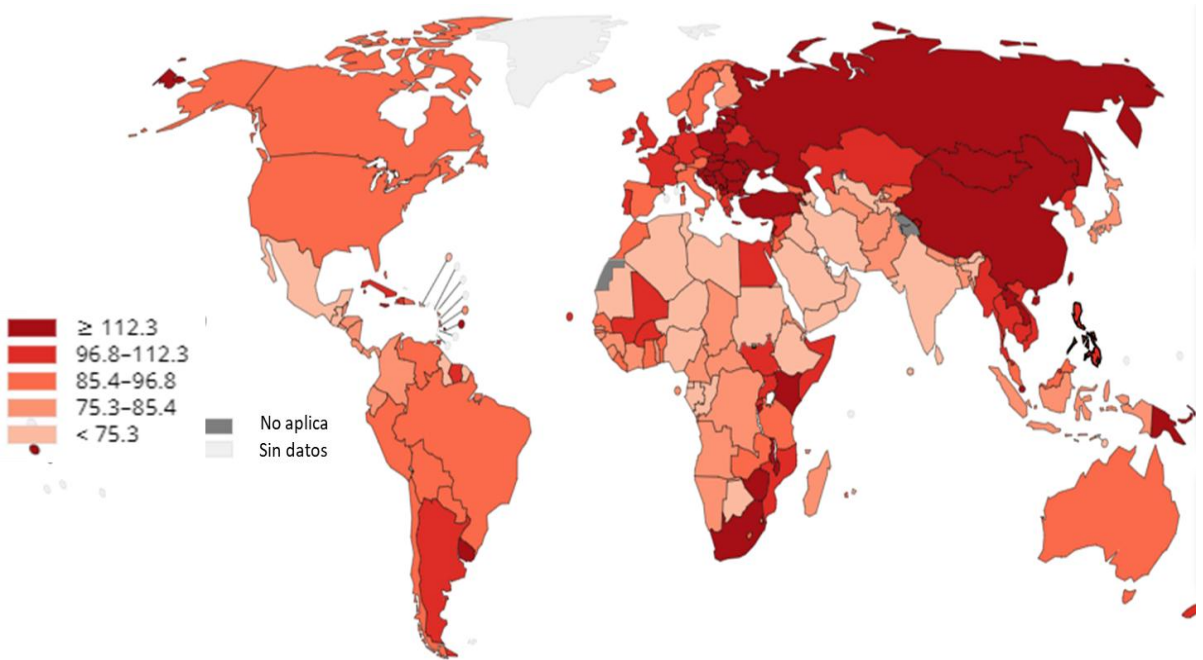 ≥ 112.3
96.8–112.3
85.4–96.8
75.3–85.4
< 75.3
No aplica
Sin datos